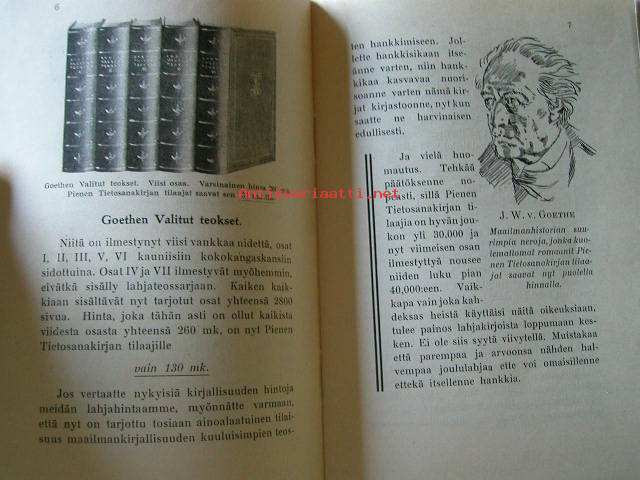 6
Goethen Valitut teokset. Viisi osaa. Varsinainen hinta
Pienen Tietosanakirjan tilaajat saavat sen
Goethen Valitut teokset.
Niitä on ilmestynyt viisi vankkaa nidettä, osat
I, II, III, V, VI kauniisiin kokokangaskansiin
sidottuina. Osat IV ja VII ilmestyvät myöhemmin,
eivätkä sisälly lahjateossarjaan. Kaiken kaik-
kiaan sisältävät nyt tarjotut osat yhteensä 2800
sivua. Hinta, joka tähän asti on ollut kaikista
viidestä osasta yhteensä 260 mk, on nyt Pienen
Tietosanakirjan tilaajille
vain 130 mk.
Jos vertaatte nykyisiä kirjallisuuden hintoja
meidän lahjahintaamme, myönnätte varmaan,
että nyt on tarjottu tosiaan ainoalaatuinen tilai-
suus maailmankirjallisuuden kuuluisimpien teos-
7
ten hankkimiseen. Jol-
lette hankkisikaan itse-
änne varten, niin hank-
kikaa kasvavaa nuori-
soanne varten nämä kir-
jat kirjastoonne, nyt kun
saatte ne harvinaisen
edullisesti.
Ja vielä huo-
mautus. Tehkää
päätöksenne no-
peasti, sillä Pienen
Tietosanakirjan ti-
laajia on hyvän jou-
kon yli 30.000 ja
nyt viimeisen osan
ilmestyttyä nousee
niiden luku pian
40,000:een. Vaik-
kapa vain joka kah-
deksas heistä käyttäisi näitä oikeuksiaan,
tulee painos lahjakirjoista loppumaan kes-
ken. Ei ole siis syytä viivytellä. Muistakaa
että parempaa ja arvoonsa nähden hal-
vempaa joululahjaa ette voi omaisillenne
ettekä itsellenne hankkia.
J. W. v. GOETHE
Maailmanhistorian suu-
rimpia neroja, jonka kuo-
lemattomat romaanit Pie-
nen Tietosanakirjan tilaa-
jat saavat nyt puolella
hinnalla.